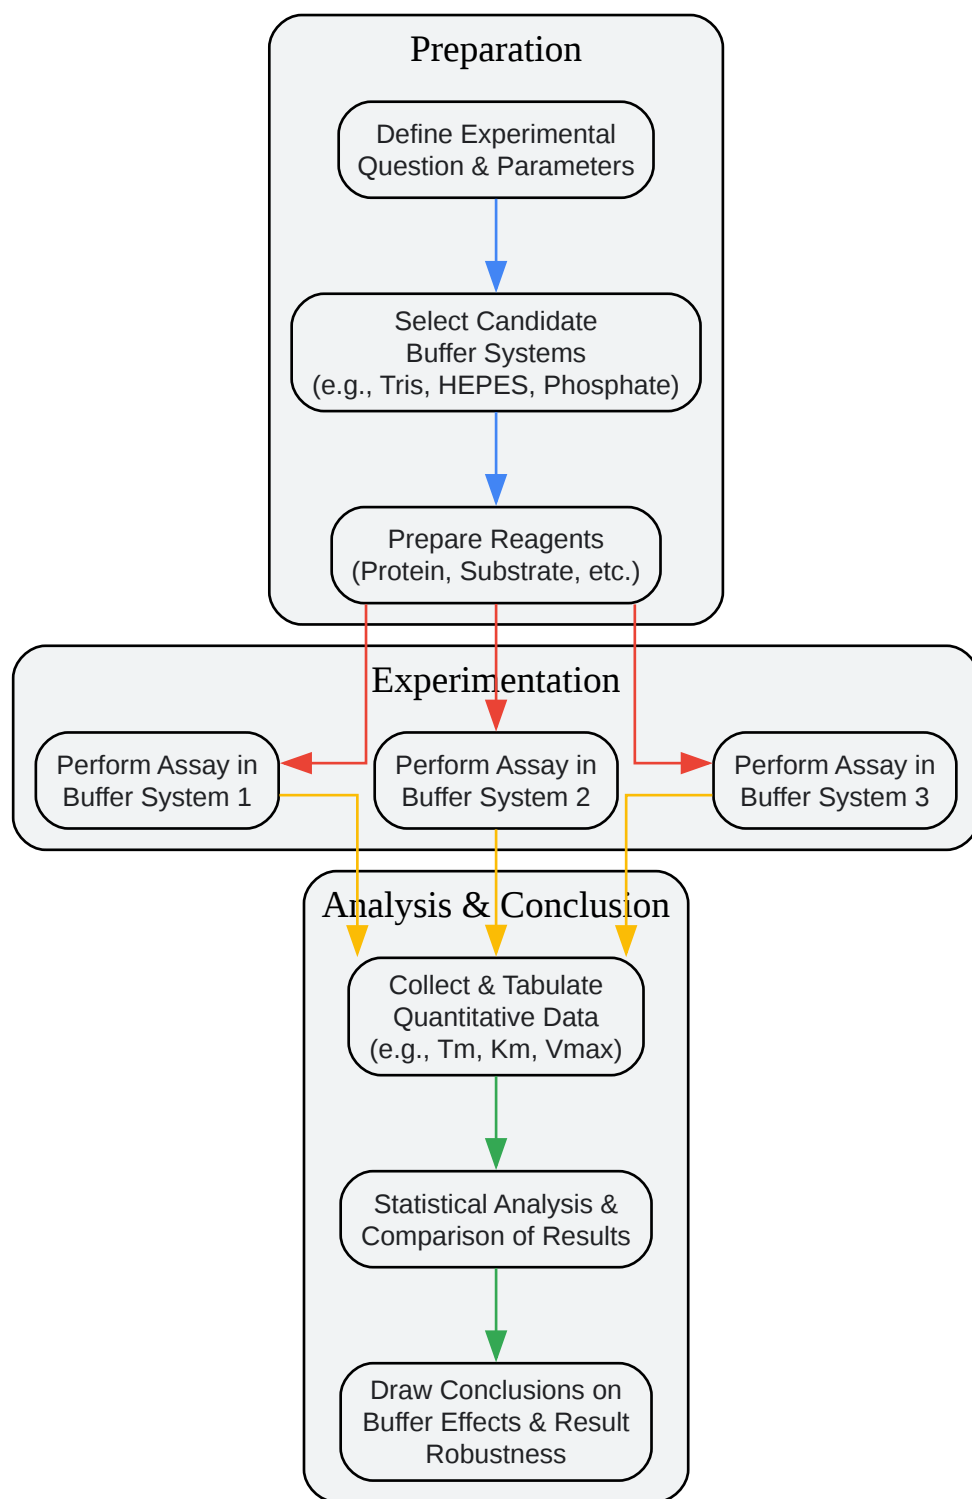 Preparation
Define Experimental
Question & Parameters
Select Candidate
Buffer Systems
(e.g., Tris, HEPES, Phosphate)
Prepare Reagents
(Protein, Substrate, etc.)
Experimentation
Perform Assay in
Buffer System 1
Perform Assay in
Buffer System 2
Perform Assay in
Buffer System 3
Analysis & Conclusion
Collect & Tabulate
Quantitative Data
(e.g., Tm, Km, Vmax)
Statistical Analysis &
Comparison of Results
Draw Conclusions on
Buffer Effects & Result
Robustness